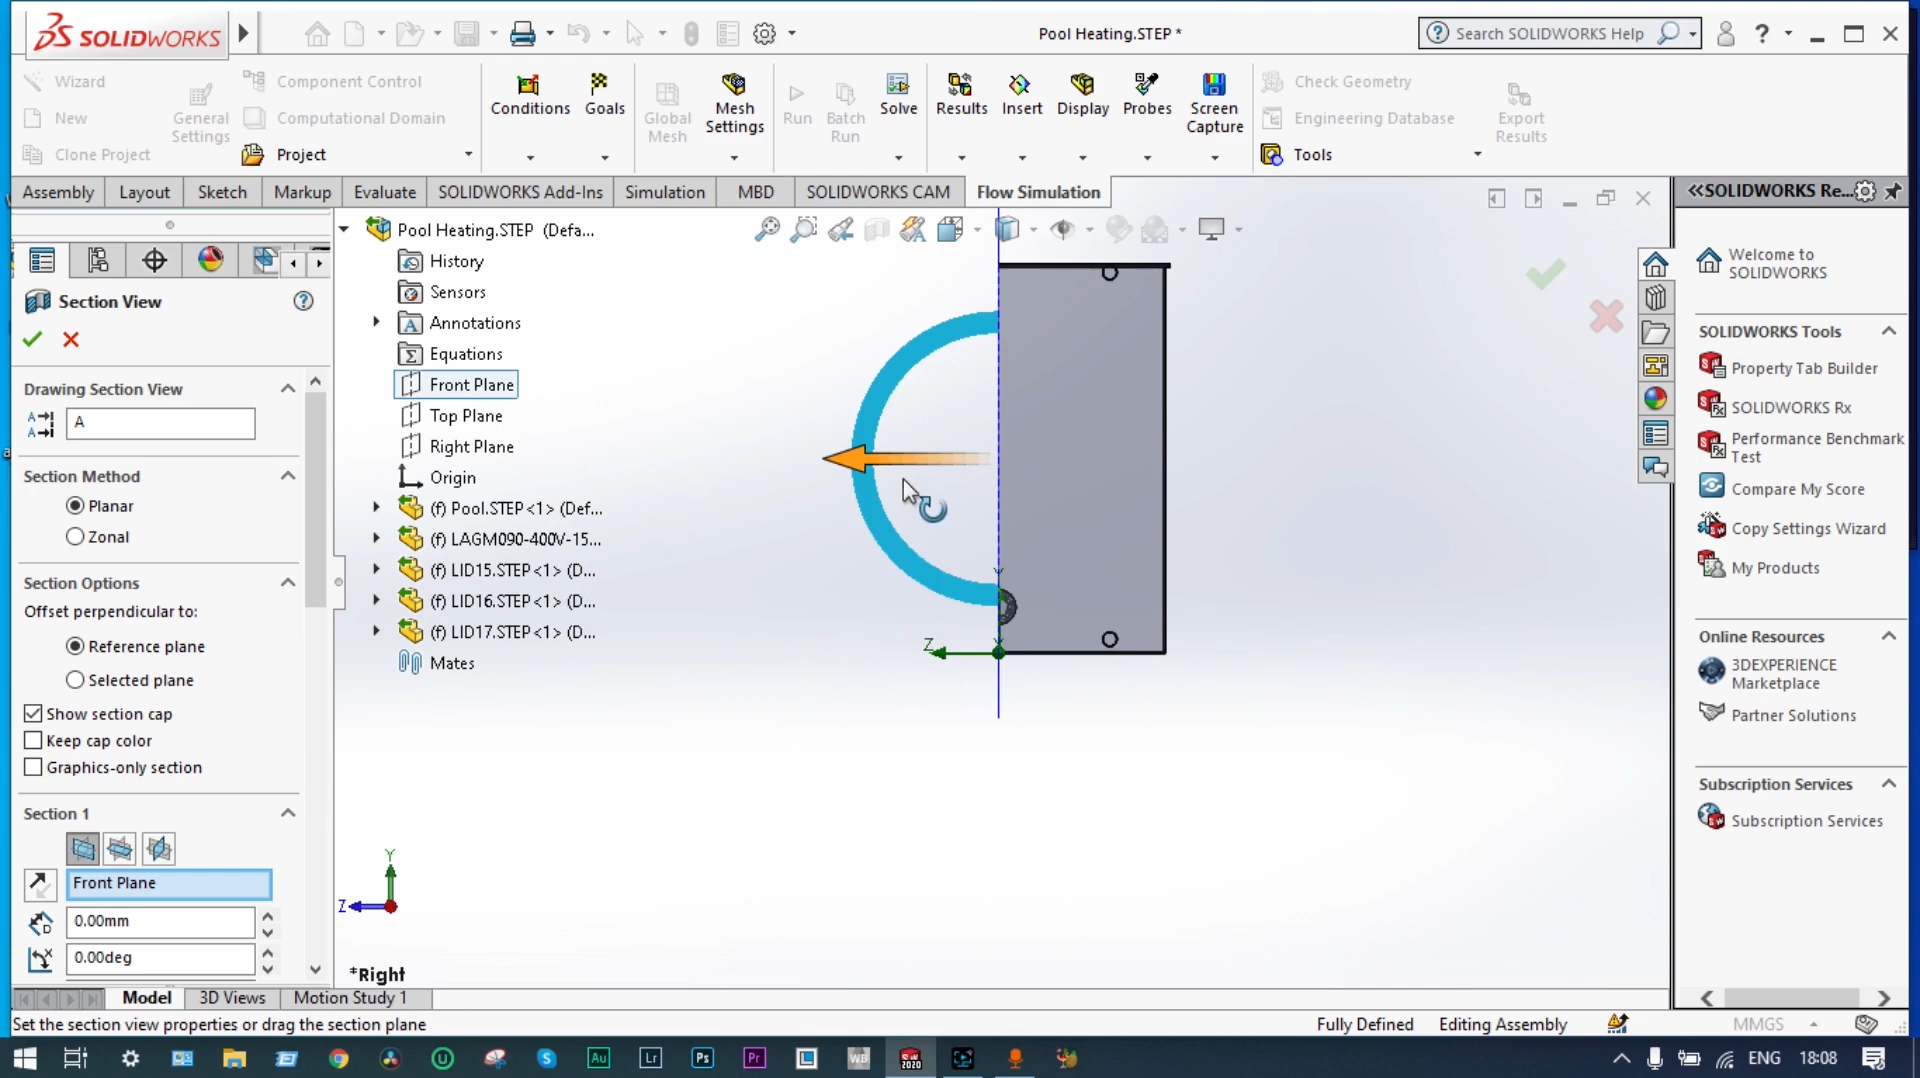 SOLIDWORKS
Pool Heating.STEP *
Search SOLIDWORKS Help
?
Wizard
New
Clone Project
General Settings
Component Control
Computational Domain
Project
Conditions
Goals
Global Mesh
Mesh Settings
Run
Batch Run
Solve
Results
Insert
Display
Probes
Screen Capture
Check Geometry
Engineering Database
Tools
Export Results
Assembly
Layout
Sketch
Markup
Evaluate
SOLIDWORKS Add-Ins
Simulation
MBD
SOLIDWORKS CAM
Flow Simulation
SOLIDWORKS Re...
Section View
Drawing Section View
A
Section Method
Planar
Zonal
Section Options
Offset perpendicular to:
Reference plane
Selected plane
Show section cap
Keep cap color
Graphics-only section
Section 1
Front Plane
0.00mm
0.00deg
Pool Heating.STEP (Defa...
History
Sensors
Annotations
Equations
Front Plane
Top Plane
Right Plane
Origin
(f) Pool.STEP<1> (Def...
(f) LAGM090-400V-15...
(f) LID15.STEP<1> (D...
(f) LID16.STEP<1> (D...
(f) LID17.STEP<1> (D...
Mates
Z
Y
Z
*Right
Welcome to
SOLIDWORKS
SOLIDWORKS Tools
Property Tab Builder
SOLIDWORKS Rx
Performance Benchmark
Test
Compare My Score
Copy Settings Wizard
My Products
Online Resources
3DEXPERIENCE
Marketplace
Partner Solutions
Subscription Services
Subscription Services
Model
3D Views
Motion Study 1
Set the section view properties or drag the section plane
Fully Defined
Editing Assembly
MMGS
Au
Lr
Ps
Pr
WB
ENG
18:08